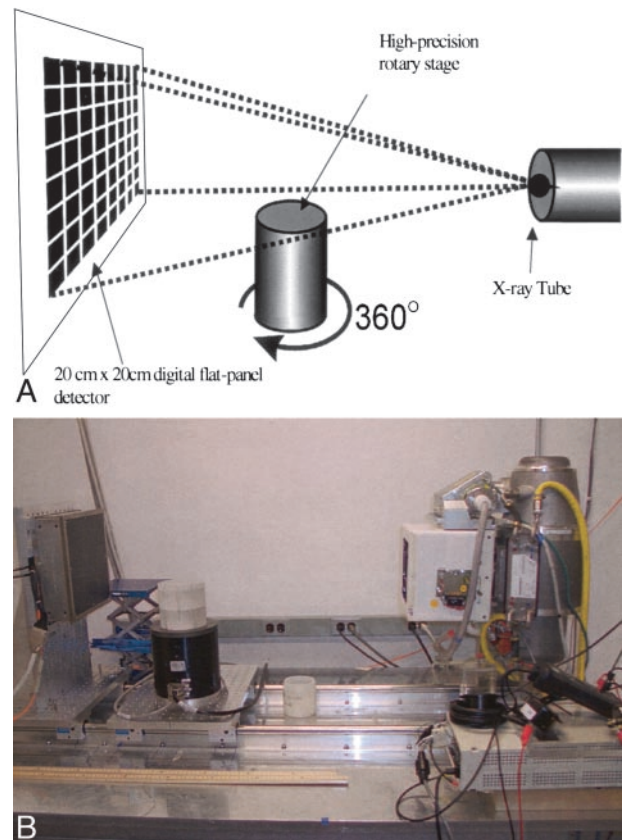 High-precision
rotary stage
X-ray Tube
360°
20 cm x 20cm digital flat-panel
detector
A
B